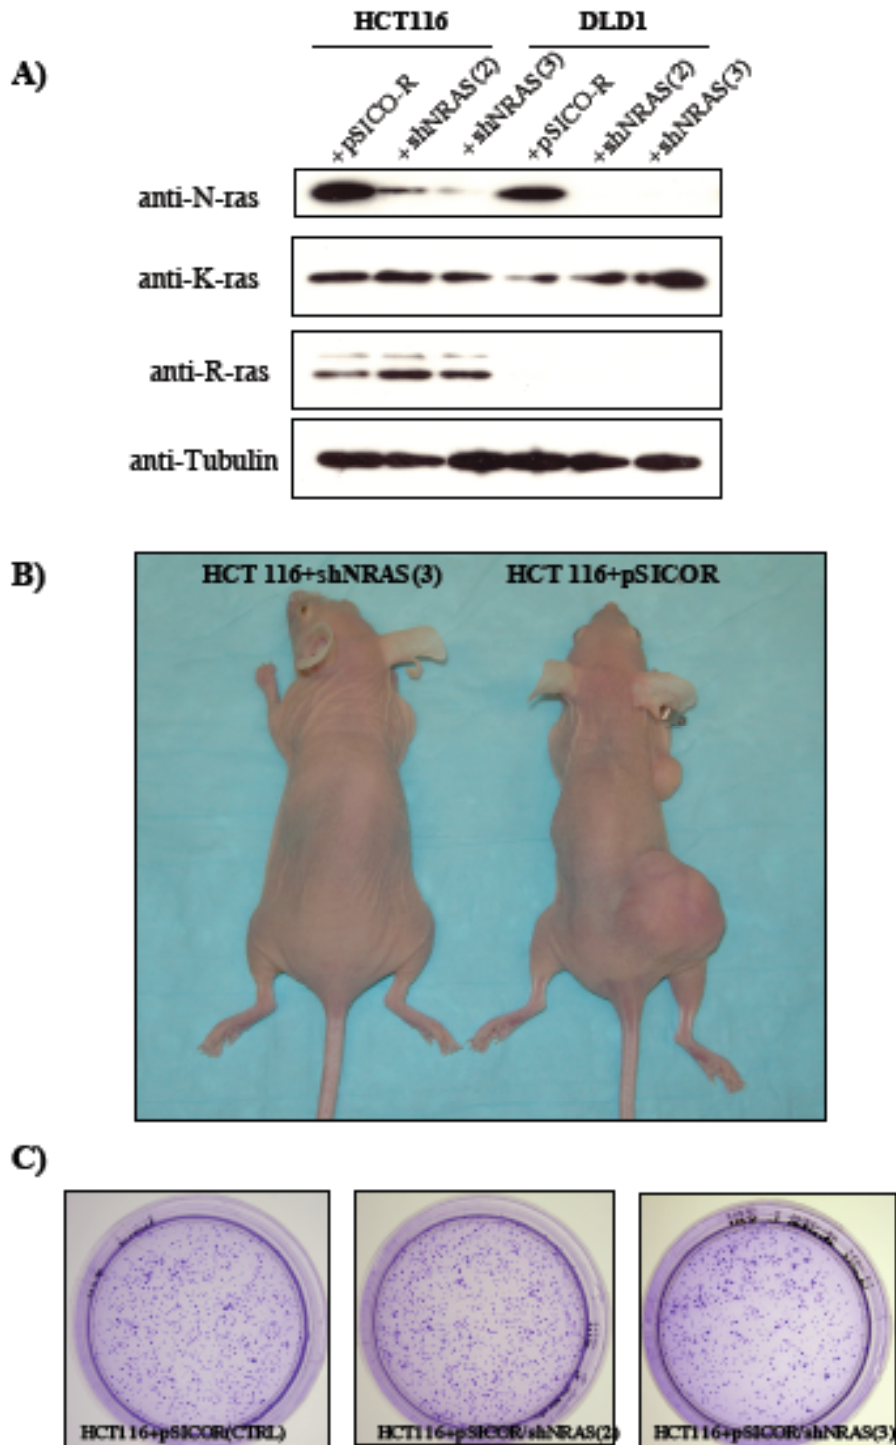 HCT116 DLD1
A)
+pSICO-R +shNRAS(2) +shNRAS(3) +pSICO-R +shNRAS(2) +shNRAS(3)
anti-N-ras
anti-K-ras
anti-R-ras
anti-Tubulin
B)
HCT 116+shNRAS(3) HCT 116+pSICOR
C)
HCT116+pSICOR(CTRL) HCT116+pSICOR/shNRAS(2) HCT116+pSICOR/shNRAS(3)